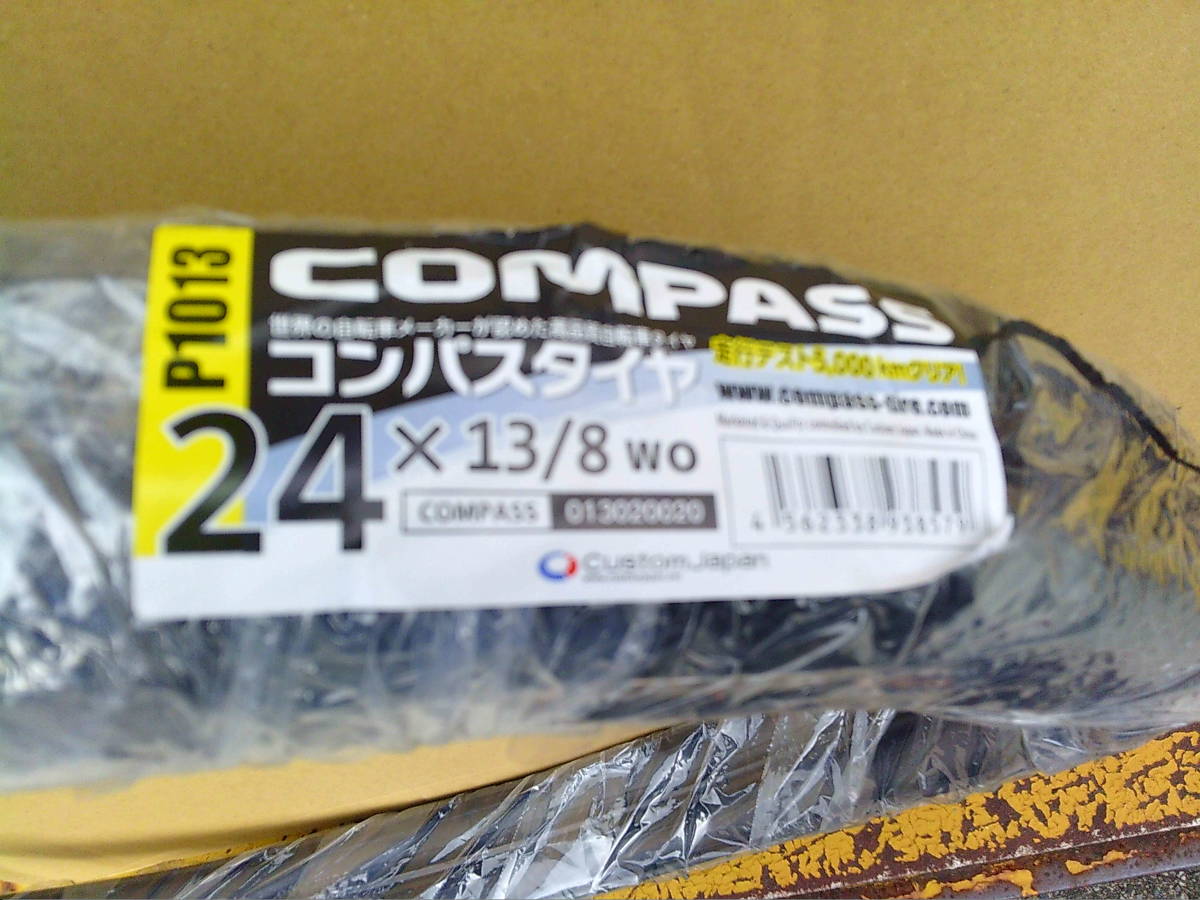 P1013
COMPASS
世界の自転車メーカーが認めた高品質自転車タイヤ
コンパスタイヤ
走行テスト5,000kmクリア!
www.compass-tire.com
24 × 13/8 WO
COMPASS 013020020
CustomJapan